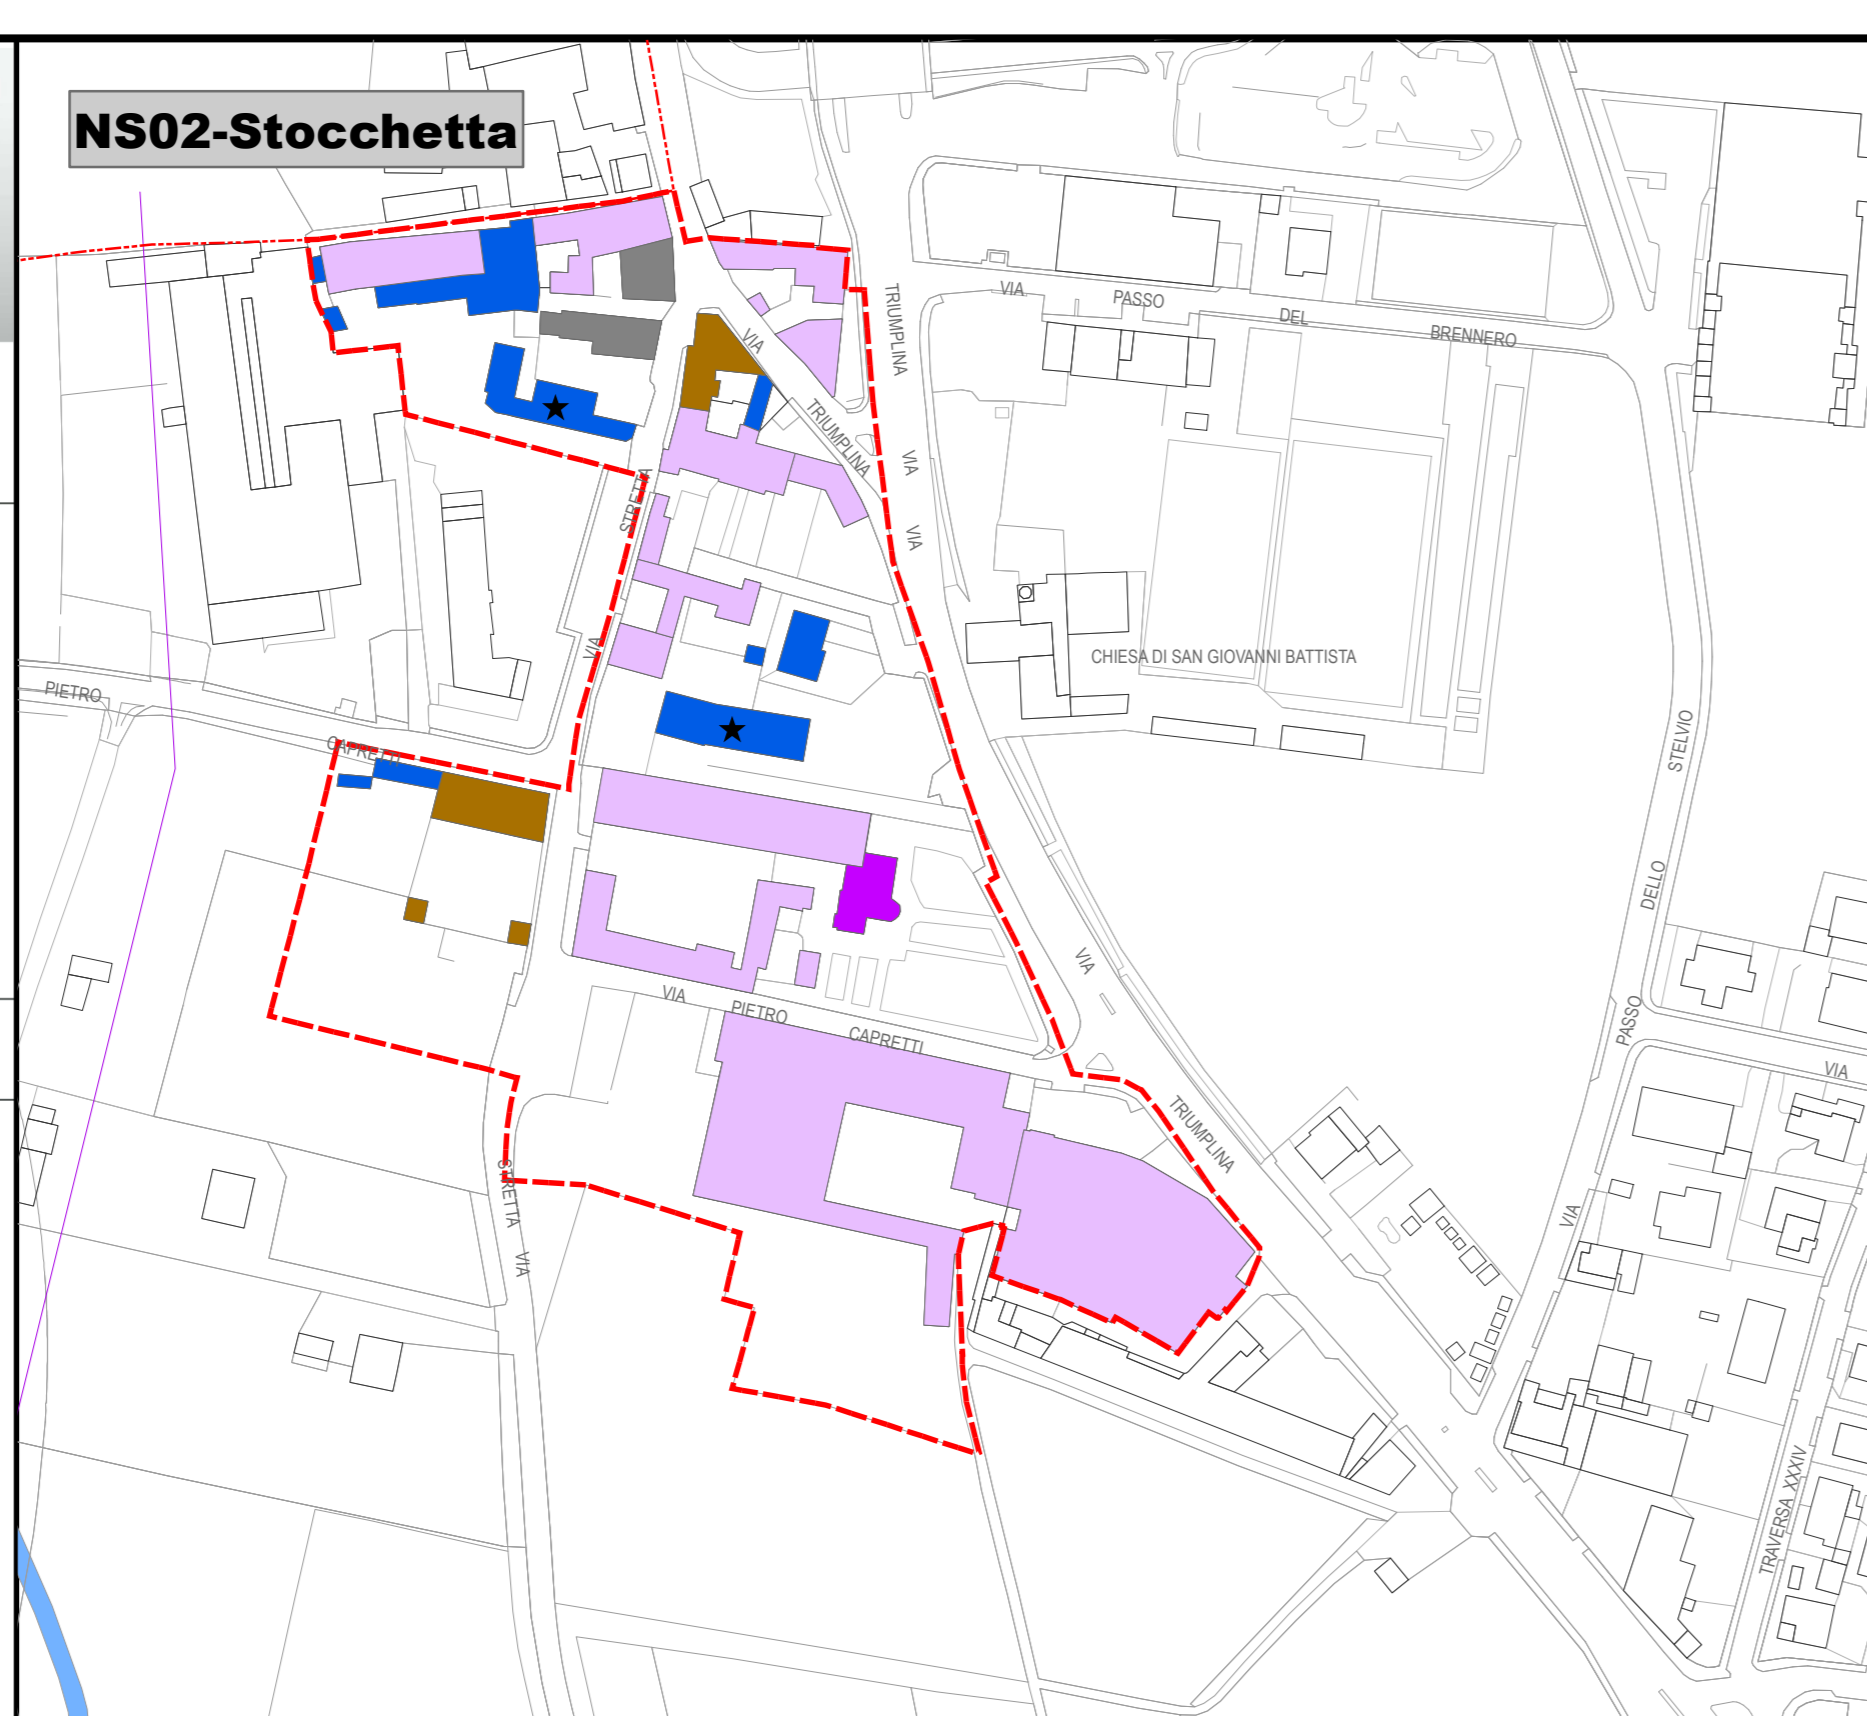 NS02-Stocchetta
VIA
PASSO
DEL
BRENNERO
TRIUMPLINA
VIA
VIA
TRIUMPLINA
VIA
STRETTA
VIA
CHIESA DI SAN GIOVANNI BATTISTA
PIETRO
CAPRETTI
VIA
PIETRO
CAPRETTI
VIA
TRIUMPLINA
STELVIO
DELLO
PASSO
VIA
VIA
STRETTA
VIA
TRAVERSA XXXIV